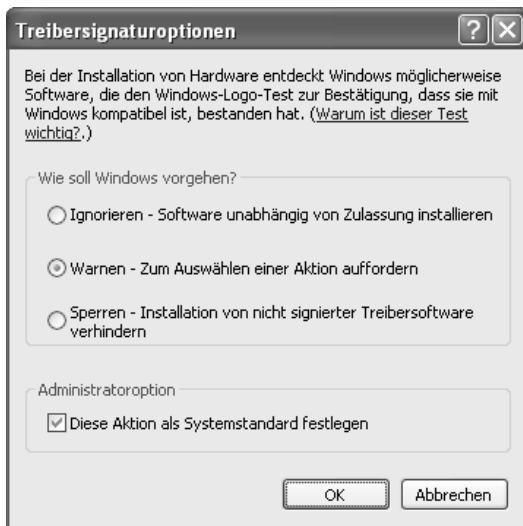 Treibersignaturoptionen
Bei der Installation von Hardware entdeckt Windows möglicherweise
Software, die den Windows-Logo-Test zur Bestätigung, dass sie mit
Windows kompatibel ist, bestanden hat. (Warum ist dieser Test
wichtig?.)
Wie soll Windows vorgehen?
Ignorieren - Software unabhängig von Zulassung installieren
Warnen - Zum Auswählen einer Aktion auffordern
Sperren - Installation von nicht signierter Treibersoftware
verhindern
Administratoroption
Diese Aktion als Systemstandard festlegen
OK Abbrechen